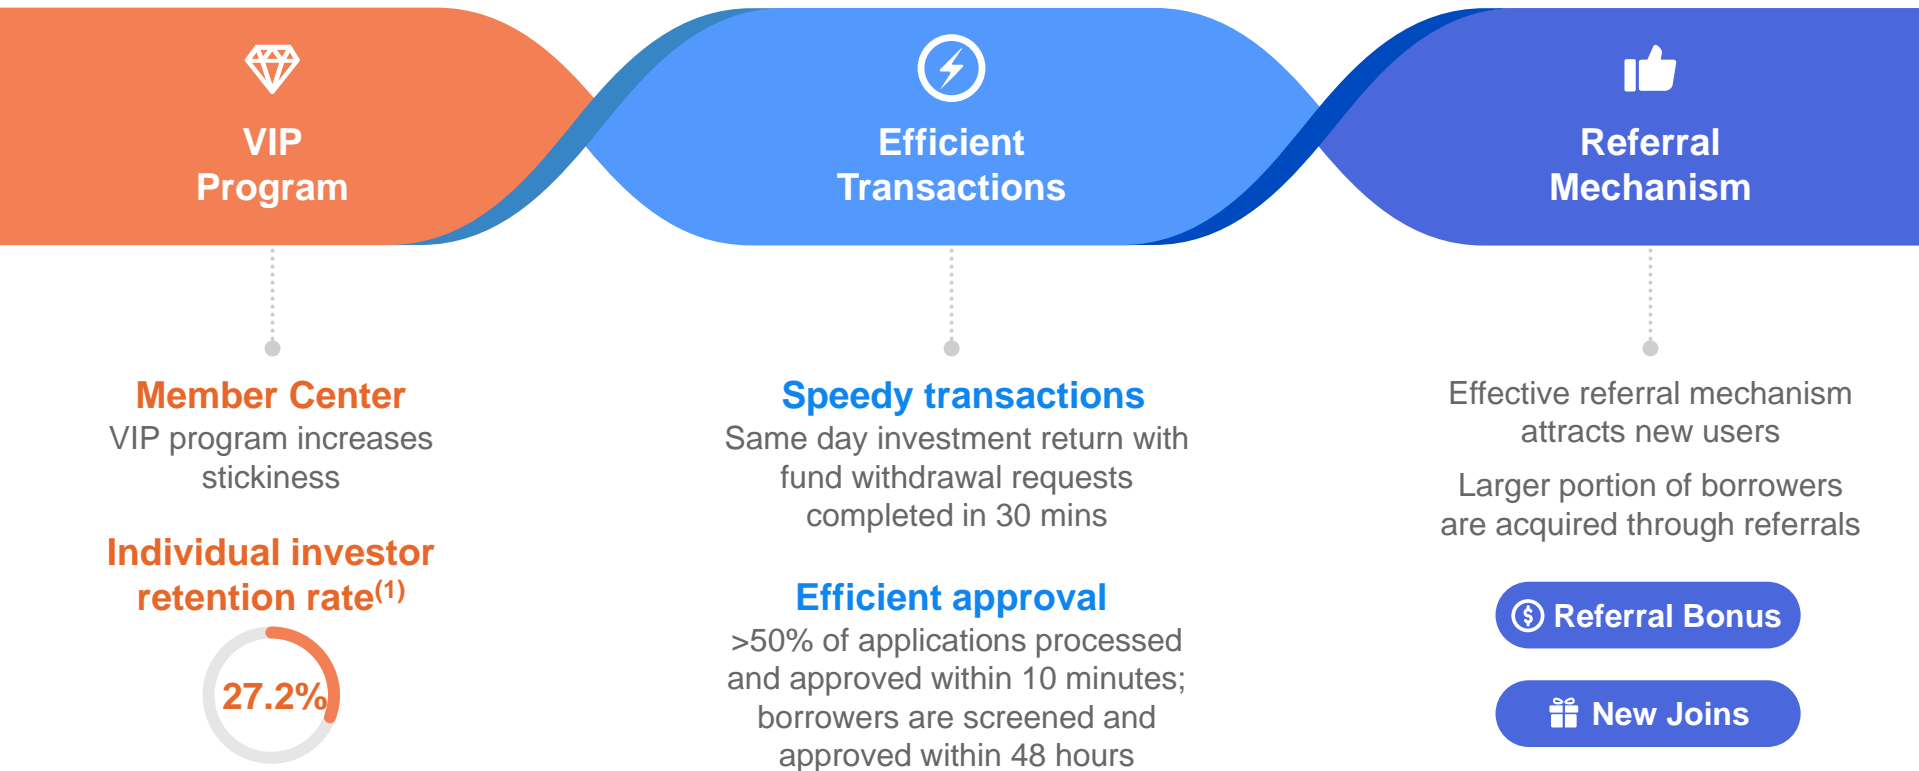 VIP
Program
Member Center
VIP program increases
stickiness
Individual investor
retention rate(1)
27.2%
Efficient
Transactions
Speedy transactions
Same day investment return with
fund withdrawal requests
completed in 30 mins
Efficient approval
>50% of applications processed
and approved within 10 minutes;
borrowers are screened and
approved within 48 hours
Referral
Mechanism
Effective referral mechanism
attracts new users
Larger portion of borrowers
are acquired through referrals
Referral Bonus
New Joins